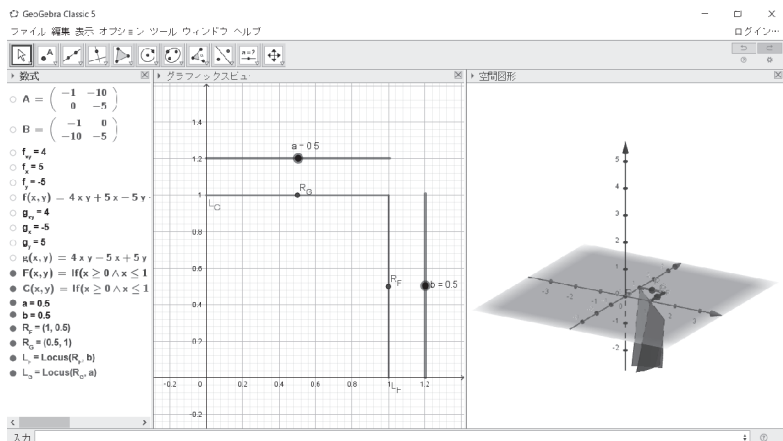 GeoGebra Classic 5
ファイル 編集 表示 オプション ツール ウィンドウ ヘルプ
ログイン…
数式
A = ( -1 -10
0 -5 )
B = ( -1 0
-10 -5 )
f_xy = 4
f_x = 5
f_y = -5
f(x, y) = 4 x y + 5 x − 5 y
g_xy = 4
g_x = -5
g_y = 5
g(x, y) = 4 x y − 5 x + 5 y
F(x, y) = If(x ≥ 0 ∧ x ≤ 1
G(x, y) = If(x ≥ 0 ∧ x ≤ 1
a = 0.5
b = 0.5
R_F = (1, 0.5)
R_G = (0.5, 1)
L_F = Locus(R_F, b)
L_G = Locus(R_G, a)
グラフィックスビュー
1.4
a = 0.5
1.2
1
R_G
L_G
0.8
0.6
R_F
b = 0.5
0.4
0.2
-0.2 0 0.2 0.4 0.6 0.8 1 L_F 1.2
-0.2
空間図形
5
4
3
2
1
-2
入力